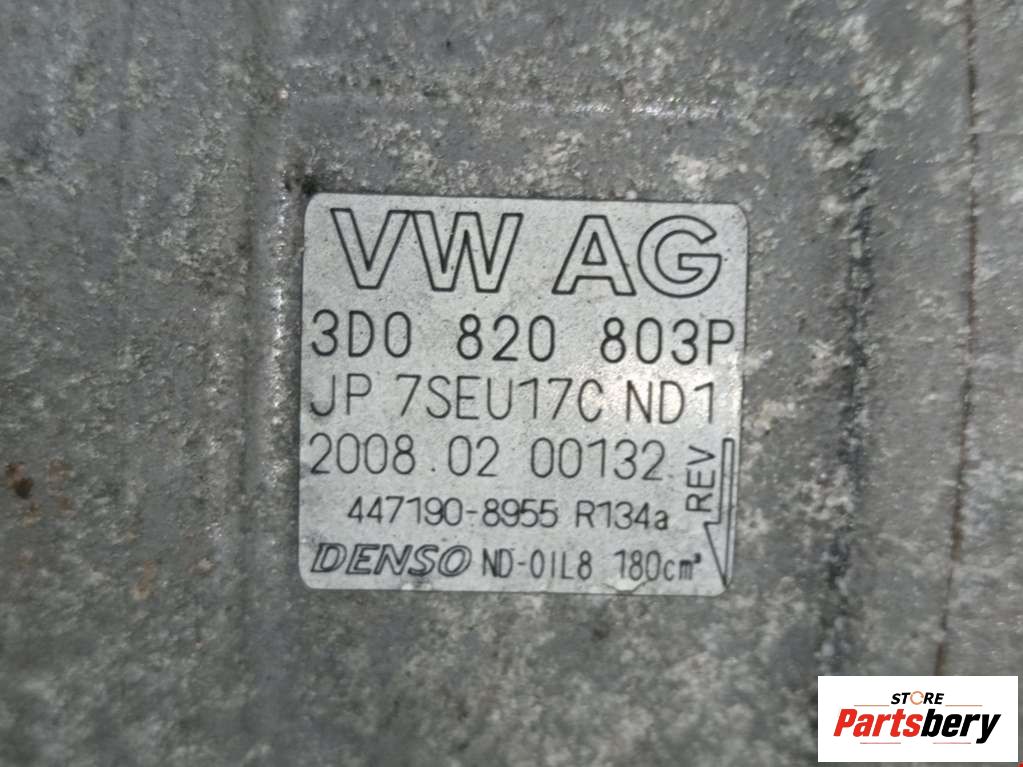 VW AG
3D0 820 803P
JP 7SEU17C ND1
2008.02 00132
REV
447190-8955 R134a
DENSO ND-OIL8 180cm³
STORE
Partsbery